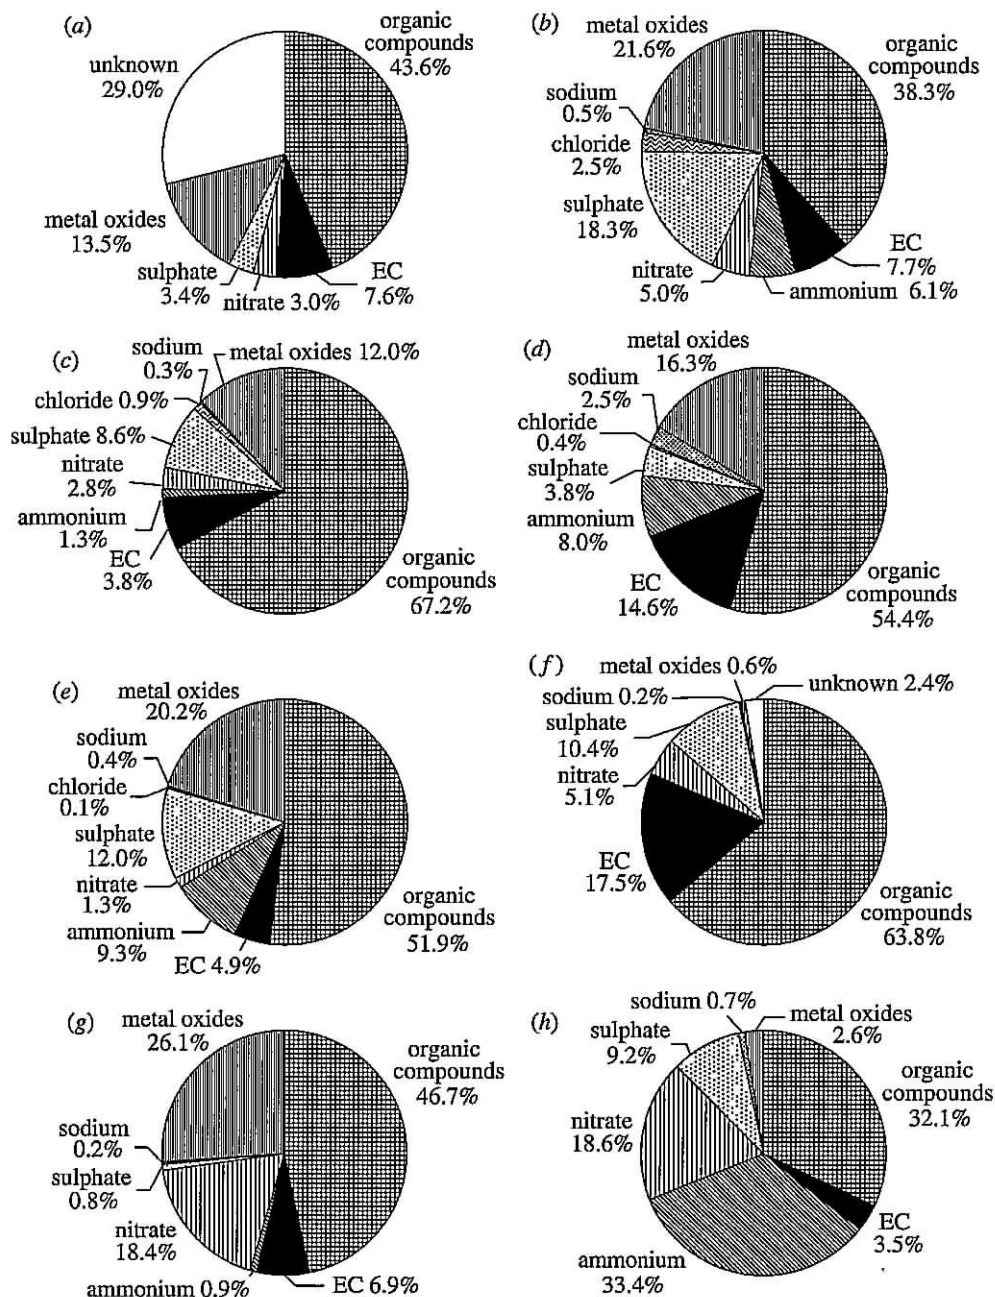 (a)
organic
compounds
43.6%
unknown
29.0%
metal oxides
13.5%
sulphate
3.4%
nitrate 3.0%
EC
7.6%
(b)
metal oxides
21.6%
organic
compounds
38.3%
sodium
0.5%
chloride
2.5%
sulphate
18.3%
nitrate
5.0%
EC
7.7%
ammonium 6.1%
(c)
sodium
0.3%
metal oxides 12.0%
chloride 0.9%
sulphate 8.6%
nitrate
2.8%
ammonium
1.3%
EC
3.8%
organic
compounds
67.2%
(d)
metal oxides
16.3%
sodium
2.5%
chloride
0.4%
sulphate
3.8%
ammonium
8.0%
EC
14.6%
organic
compounds
54.4%
(e)
metal oxides
20.2%
sodium
0.4%
chloride
0.1%
sulphate
12.0%
nitrate
1.3%
ammonium
9.3%
EC 4.9%
organic
compounds
51.9%
(f)
metal oxides 0.6%
unknown 2.4%
sodium 0.2%
sulphate
10.4%
nitrate
5.1%
EC
17.5%
organic
compounds
63.8%
(g)
metal oxides
26.1%
organic
compounds
46.7%
sodium
0.2%
sulphate
0.8%
nitrate
18.4%
ammonium 0.9%
EC 6.9%
(h)
sodium 0.7%
metal oxides
2.6%
sulphate
9.2%
organic
compounds
32.1%
nitrate
18.6%
EC
3.5%
ammonium
33.4%